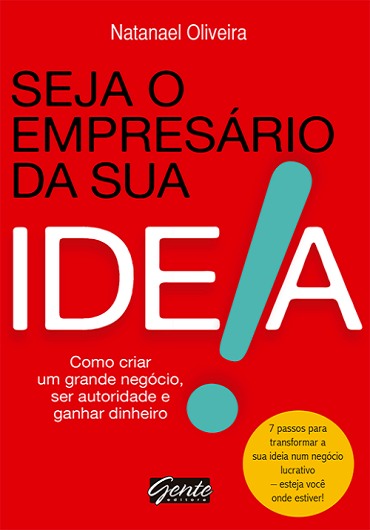 Natanael Oliveira
SEJA O
EMPRESÁRIO
DA SUA
IDE!A
Como criar
um grande negócio,
ser autoridade e
ganhar dinheiro
7 passos para
transformar a
sua ideia num negócio
lucrativo
– esteja você
onde estiver!
Gente
editora